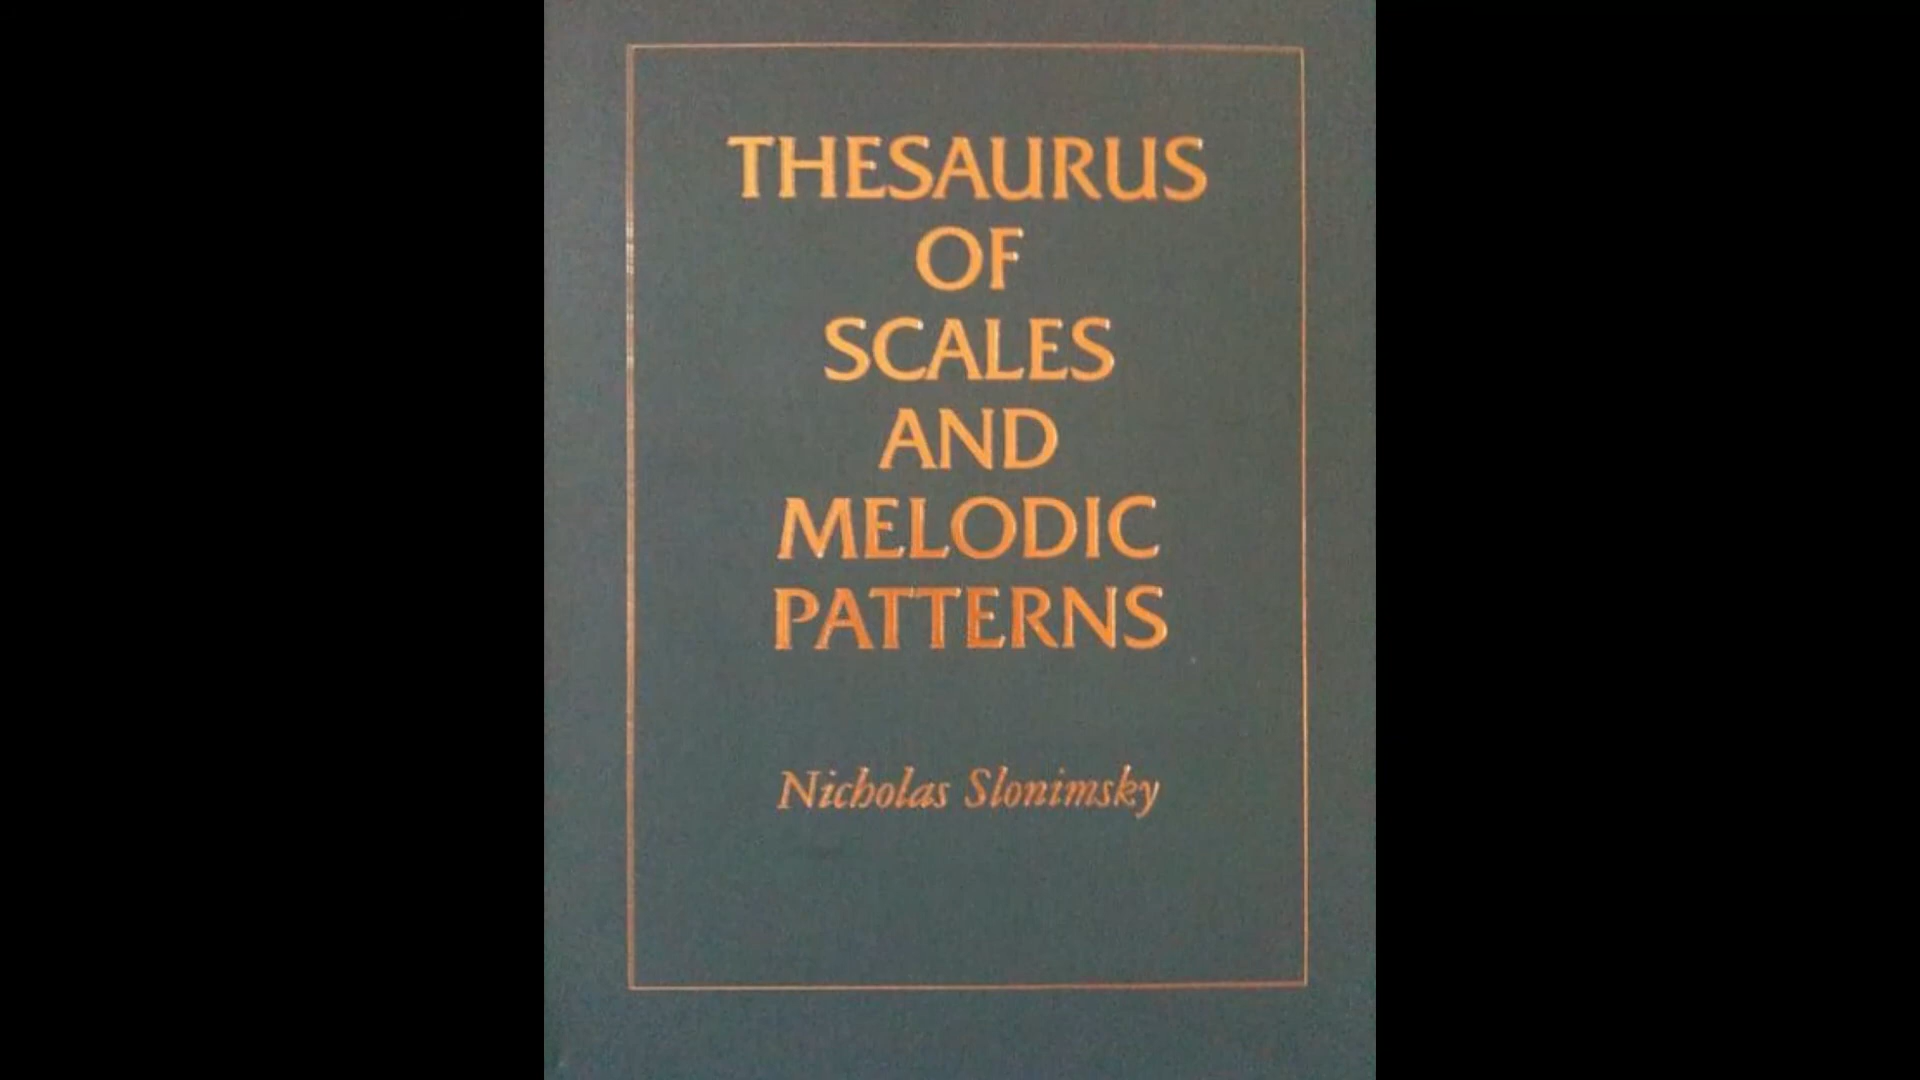 THESAURUS
OF
SCALES
AND
MELODIC
PATTERNS
Nicholas Slonimsky